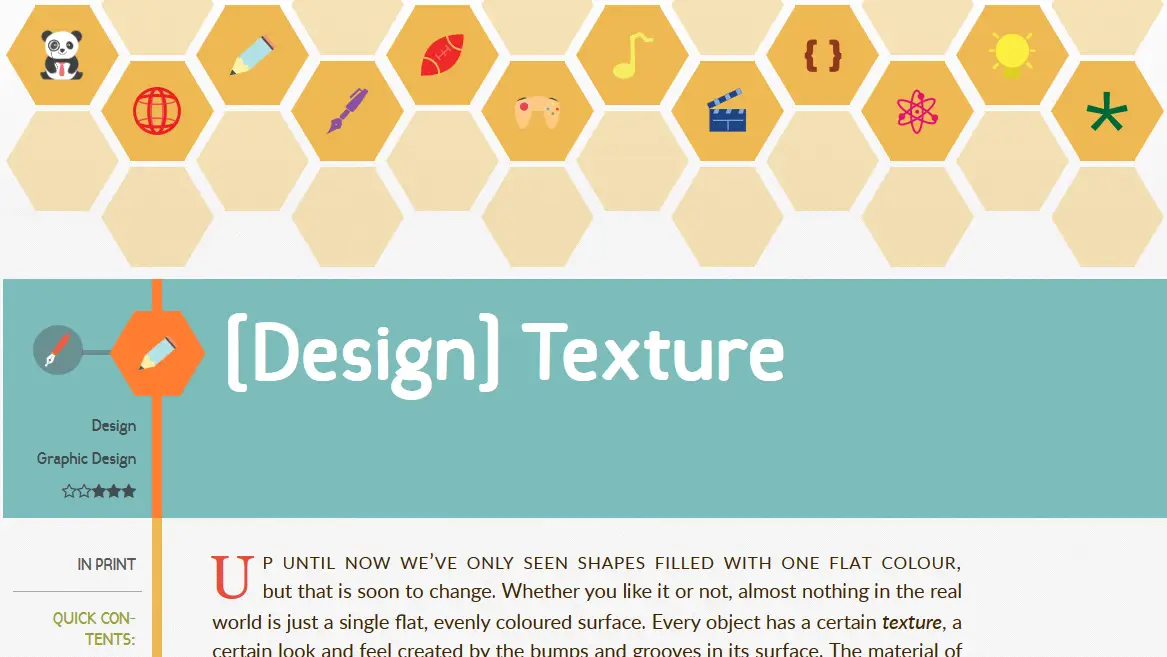 [Design] Texture
Design
Graphic Design
IN PRINT
QUICK CON-
TENTS:
UP UNTIL NOW WE’VE ONLY SEEN SHAPES FILLED WITH ONE FLAT COLOUR,
but that is soon to change. Whether you like it or not, almost nothing in the real
world is just a single flat, evenly coloured surface. Every object has a certain texture, a
certain look and feel created by the bumps and grooves in its surface. The material of